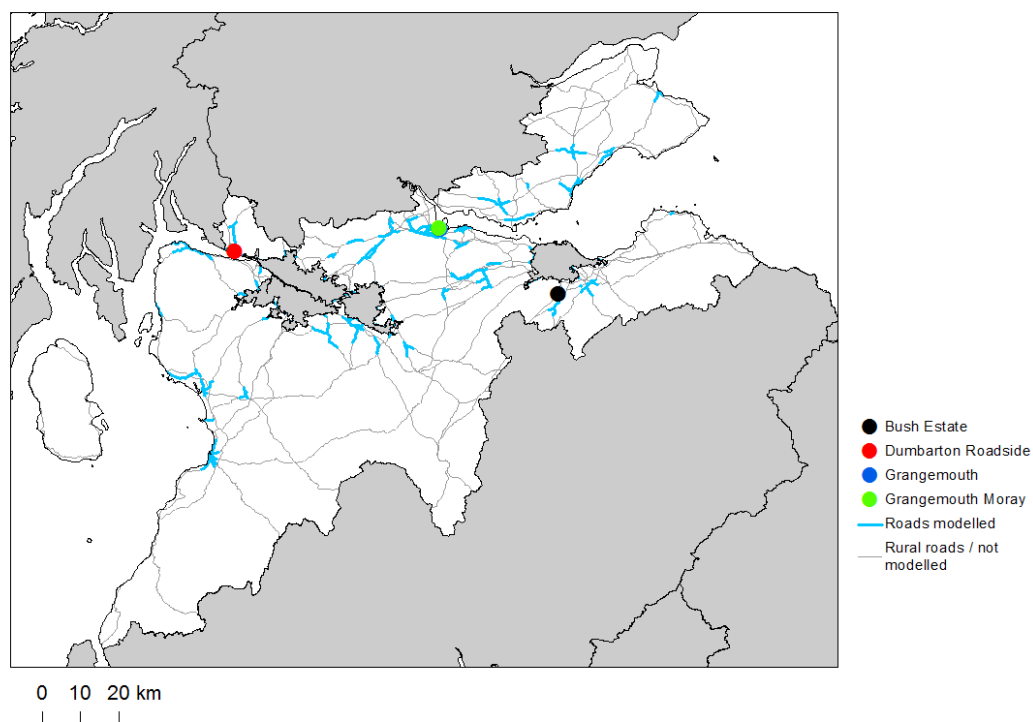 Bush Estate
Dumbarton Roadside
Grangemouth
Grangemouth Moray
Roads modelled
Rural roads / not
modelled
0 10 20 km